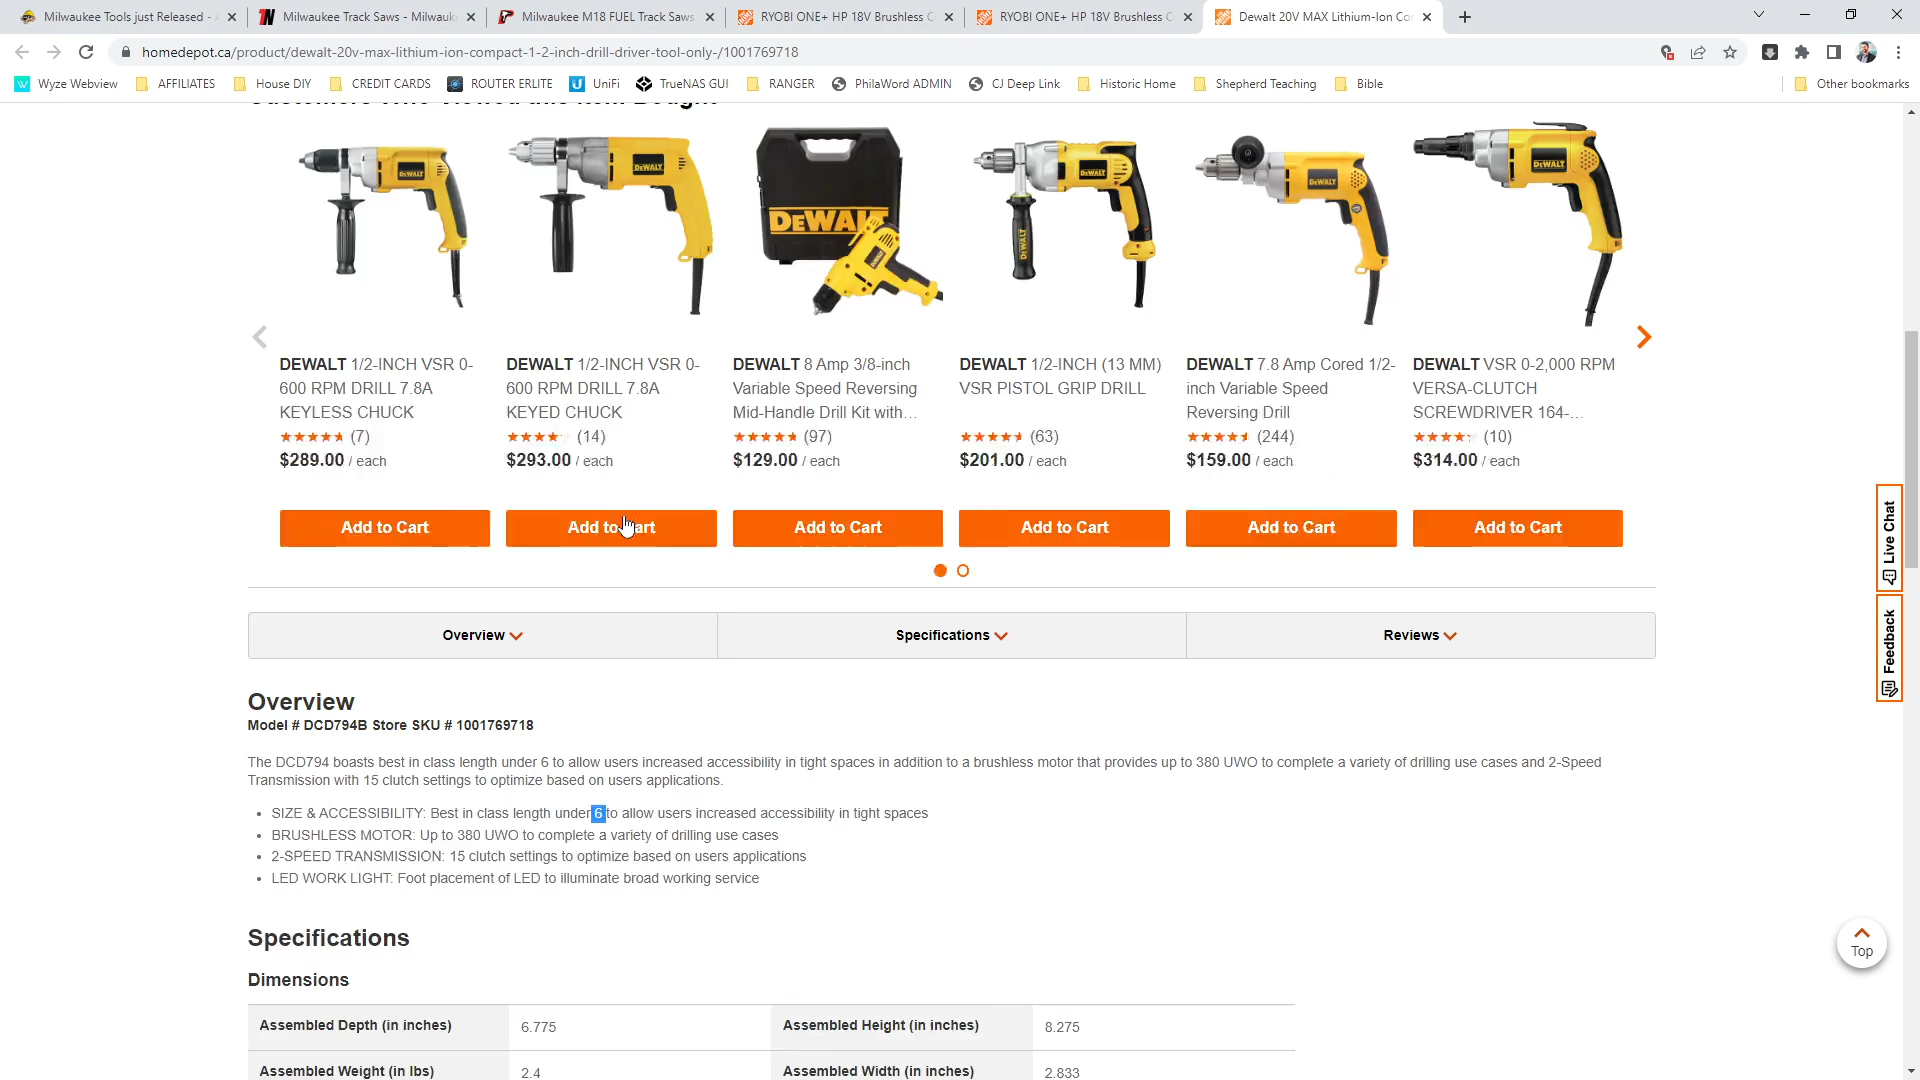 Milwaukee Tools just Released -
Milwaukee Track Saws - Milwauk
Milwaukee M18 FUEL Track Saws
RYOBI ONE+ HP 18V Brushless C
RYOBI ONE+ HP 18V Brushless C
Dewalt 20V MAX Lithium-Ion Co
homedepot.ca/product/dewalt-20v-max-lithium-ion-compact-1-2-inch-drill-driver-tool-only-/1001769718
Wyze Webview
AFFILIATES
House DIY
CREDIT CARDS
ROUTER ERLITE
UniFi
TrueNAS GUI
RANGER
PhilaWord ADMIN
CJ Deep Link
Historic Home
Shepherd Teaching
Bible
Other bookmarks
Customers Who Viewed this Item Bought
DEWALT 1/2-INCH VSR 0-
600 RPM DRILL 7.8A
KEYLESS CHUCK
(7)
$289.00 / each
Add to Cart
DEWALT 1/2-INCH VSR 0-
600 RPM DRILL 7.8A
KEYED CHUCK
(14)
$293.00 / each
Add to Cart
DEWALT
DEWALT 8 Amp 3/8-inch
Variable Speed Reversing
Mid-Handle Drill Kit with...
(97)
$129.00 / each
Add to Cart
DEWALT 1/2-INCH (13 MM)
VSR PISTOL GRIP DRILL
(63)
$201.00 / each
Add to Cart
DEWALT 7.8 Amp Cored 1/2-
inch Variable Speed
Reversing Drill
(244)
$159.00 / each
Add to Cart
DEWALT VSR 0-2,000 RPM
VERSA-CLUTCH
SCREWDRIVER 164-...
(10)
$314.00 / each
Add to Cart
Live Chat
Feedback
Overview
Specifications
Reviews
Overview
Model # DCD794B Store SKU # 1001769718
The DCD794 boasts best in class length under 6 to allow users increased accessibility in tight spaces in addition to a brushless motor that provides up to 380 UWO to complete a variety of drilling use cases and 2-Speed
Transmission with 15 clutch settings to optimize based on users applications.
• SIZE & ACCESSIBILITY: Best in class length under 6 to allow users increased accessibility in tight spaces
• BRUSHLESS MOTOR: Up to 380 UWO to complete a variety of drilling use cases
• 2-SPEED TRANSMISSION: 15 clutch settings to optimize based on users applications
• LED WORK LIGHT: Foot placement of LED to illuminate broad working service
Top
Specifications
Dimensions
Assembled Depth (in inches) 6.775 Assembled Height (in inches) 8.275
Assembled Weight (in lbs) 2.4 Assembled Width (in inches) 2.833